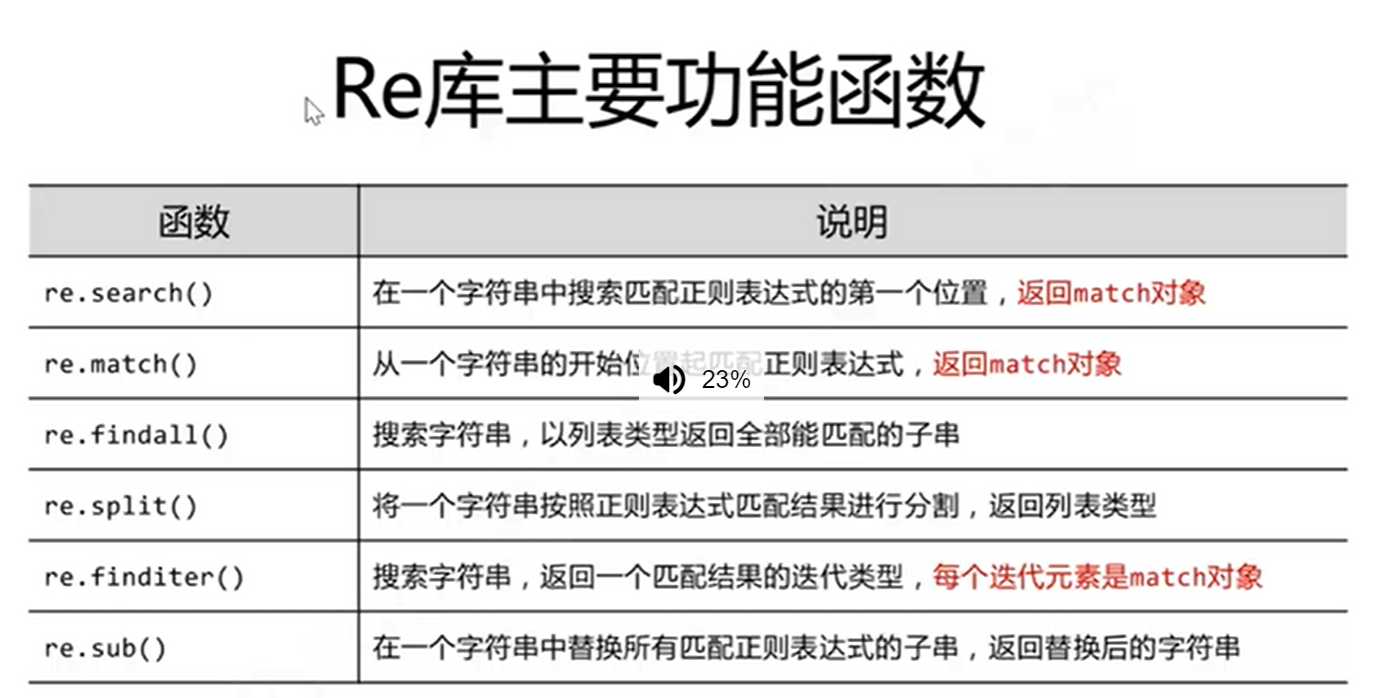 Re库主要功能函数
函数 说明
re.search() 在一个字符串中搜索匹配正则表达式的第一个位置，返回match对象
re.match() 从一个字符串的开始位置起匹配正则表达式，返回match对象
23%
re.findall() 搜索字符串，以列表类型返回全部能匹配的子串
re.split() 将一个字符串按照正则表达式匹配结果进行分割，返回列表类型
re.finditer() 搜索字符串，返回一个匹配结果的迭代类型，每个迭代元素是match对象
re.sub() 在一个字符串中替换所有匹配正则表达式的子串，返回替换后的字符串